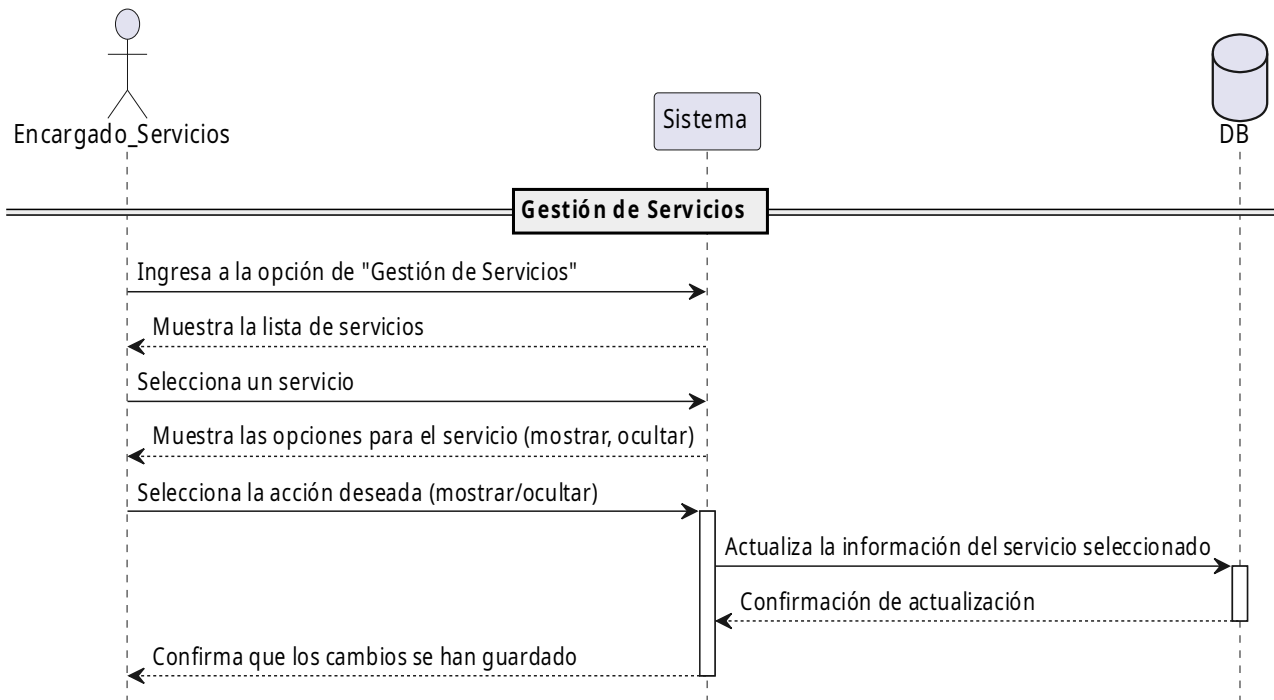 Encargado_Servicios
Sistema
DB
Gestión de Servicios
Ingresa a la opción de "Gestión de Servicios"
Muestra la lista de servicios
Selecciona un servicio
Muestra las opciones para el servicio (mostrar, ocultar)
Selecciona la acción deseada (mostrar/ocultar)
Actualiza la información del servicio seleccionado
Confirmación de actualización
Confirma que los cambios se han guardado